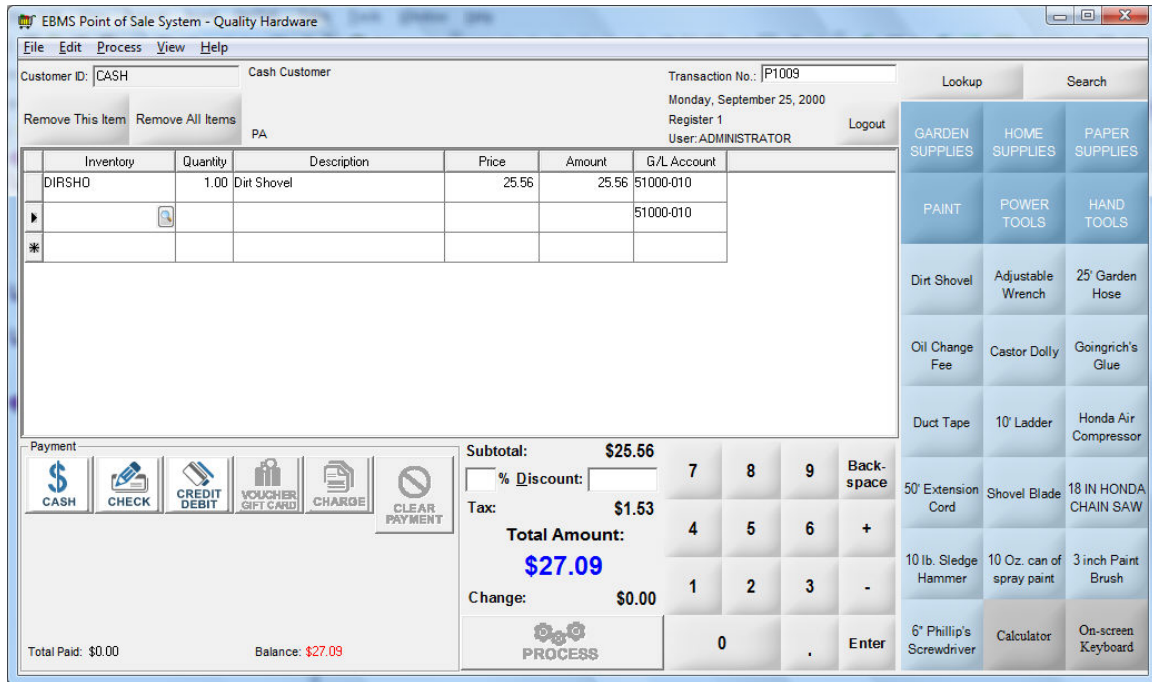 EBMS Point of Sale System - Quality Hardware
File Edit Process View Help
Customer ID: CASH
Cash Customer
Transaction No.: P1009
Lookup
Search
Monday, September 25, 2000
Remove This Item
Remove All Items
PA
Register 1
User: ADMINISTRATOR
Logout
GARDEN SUPPLIES
HOME SUPPLIES
PAPER SUPPLIES
Inventory Quantity Description Price Amount G/L Account
DIRSHO 1.00 Dirt Shovel 25.56 25.56 51000-010
51000-010
PAINT
POWER TOOLS
HAND TOOLS
Dirt Shovel
Adjustable Wrench
25' Garden Hose
Oil Change Fee
Castor Dolly
Goingrich's Glue
Duct Tape
10' Ladder
Honda Air Compressor
50' Extension Cord
Shovel Blade
18 IN HONDA CHAIN SAW
10 lb. Sledge Hammer
10 Oz. can of spray paint
3 inch Paint Brush
6" Phillip's Screwdriver
Calculator
On-screen Keyboard
Payment
CASH
CHECK
CREDIT DEBIT
VOUCHER GIFT CARD
CHARGE
CLEAR PAYMENT
Total Paid: $0.00
Balance: $27.09
Subtotal: $25.56
% Discount:
Tax: $1.53
Total Amount:
$27.09
Change: $0.00
PROCESS
7 8 9 Back-space
4 5 6 +
1 2 3 -
0 . Enter